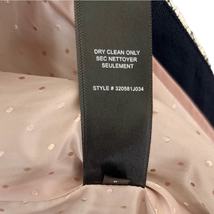 DRY CLEAN ONLY
SEC NETTOYER
SEULEMENT
STYLE # 320581J034